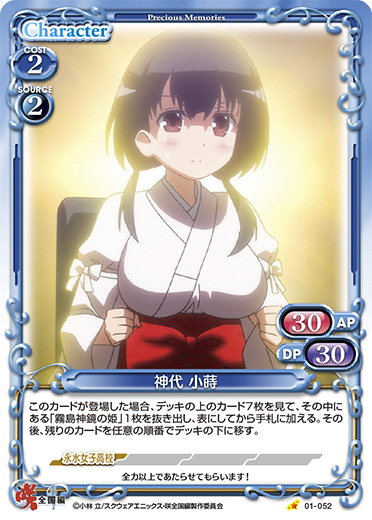 Precious Memories
Character
COST
2
SOURCE
2
30 AP
DP 30
神代 小蒔
このカードが登場した場合、デッキの上のカード7枚を見て、その中に
ある「霧島神鏡の姫」1枚を抜き出し、表にしてから手札に加える。その
後、残りのカードを任意の順番でデッキの下に移す。
永水女子高校
全力以上であたらせてもらいます!
咲 全国編
©小林 立/スクウェアエニックス・咲全国編製作委員会
01-052